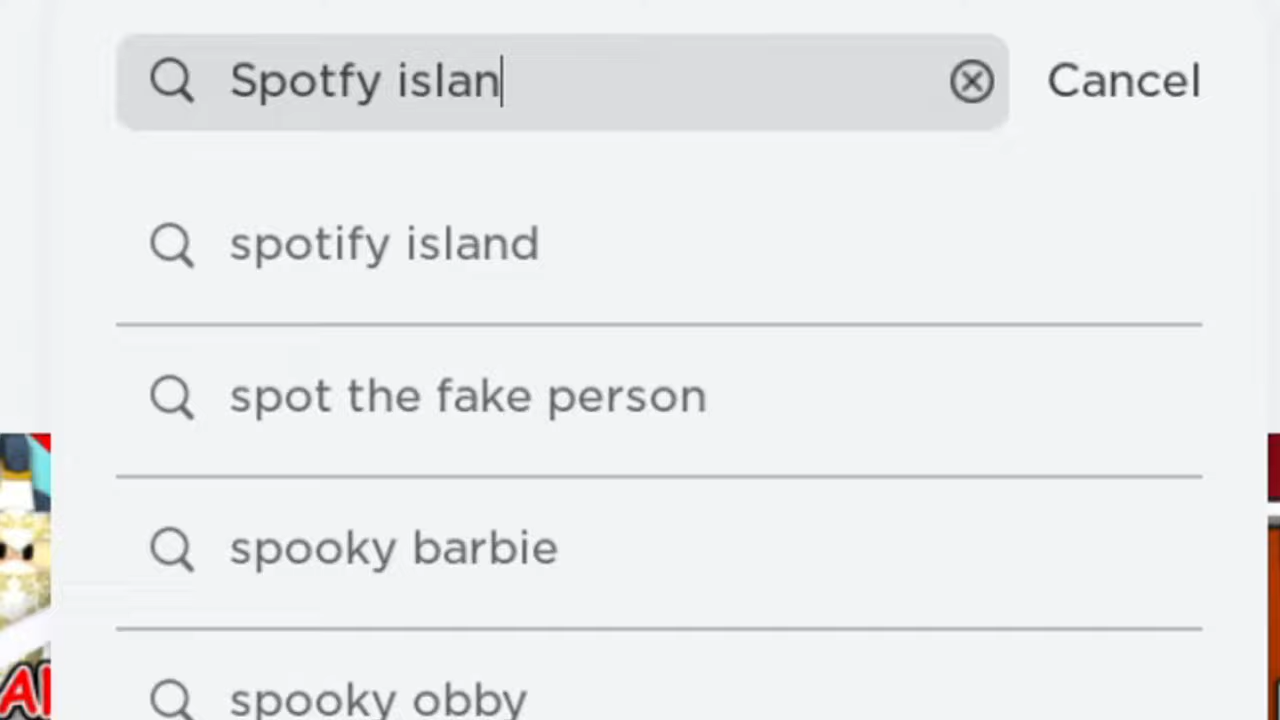 Spotfy islan
Cancel
spotify island
spot the fake person
spooky barbie
spooky obby